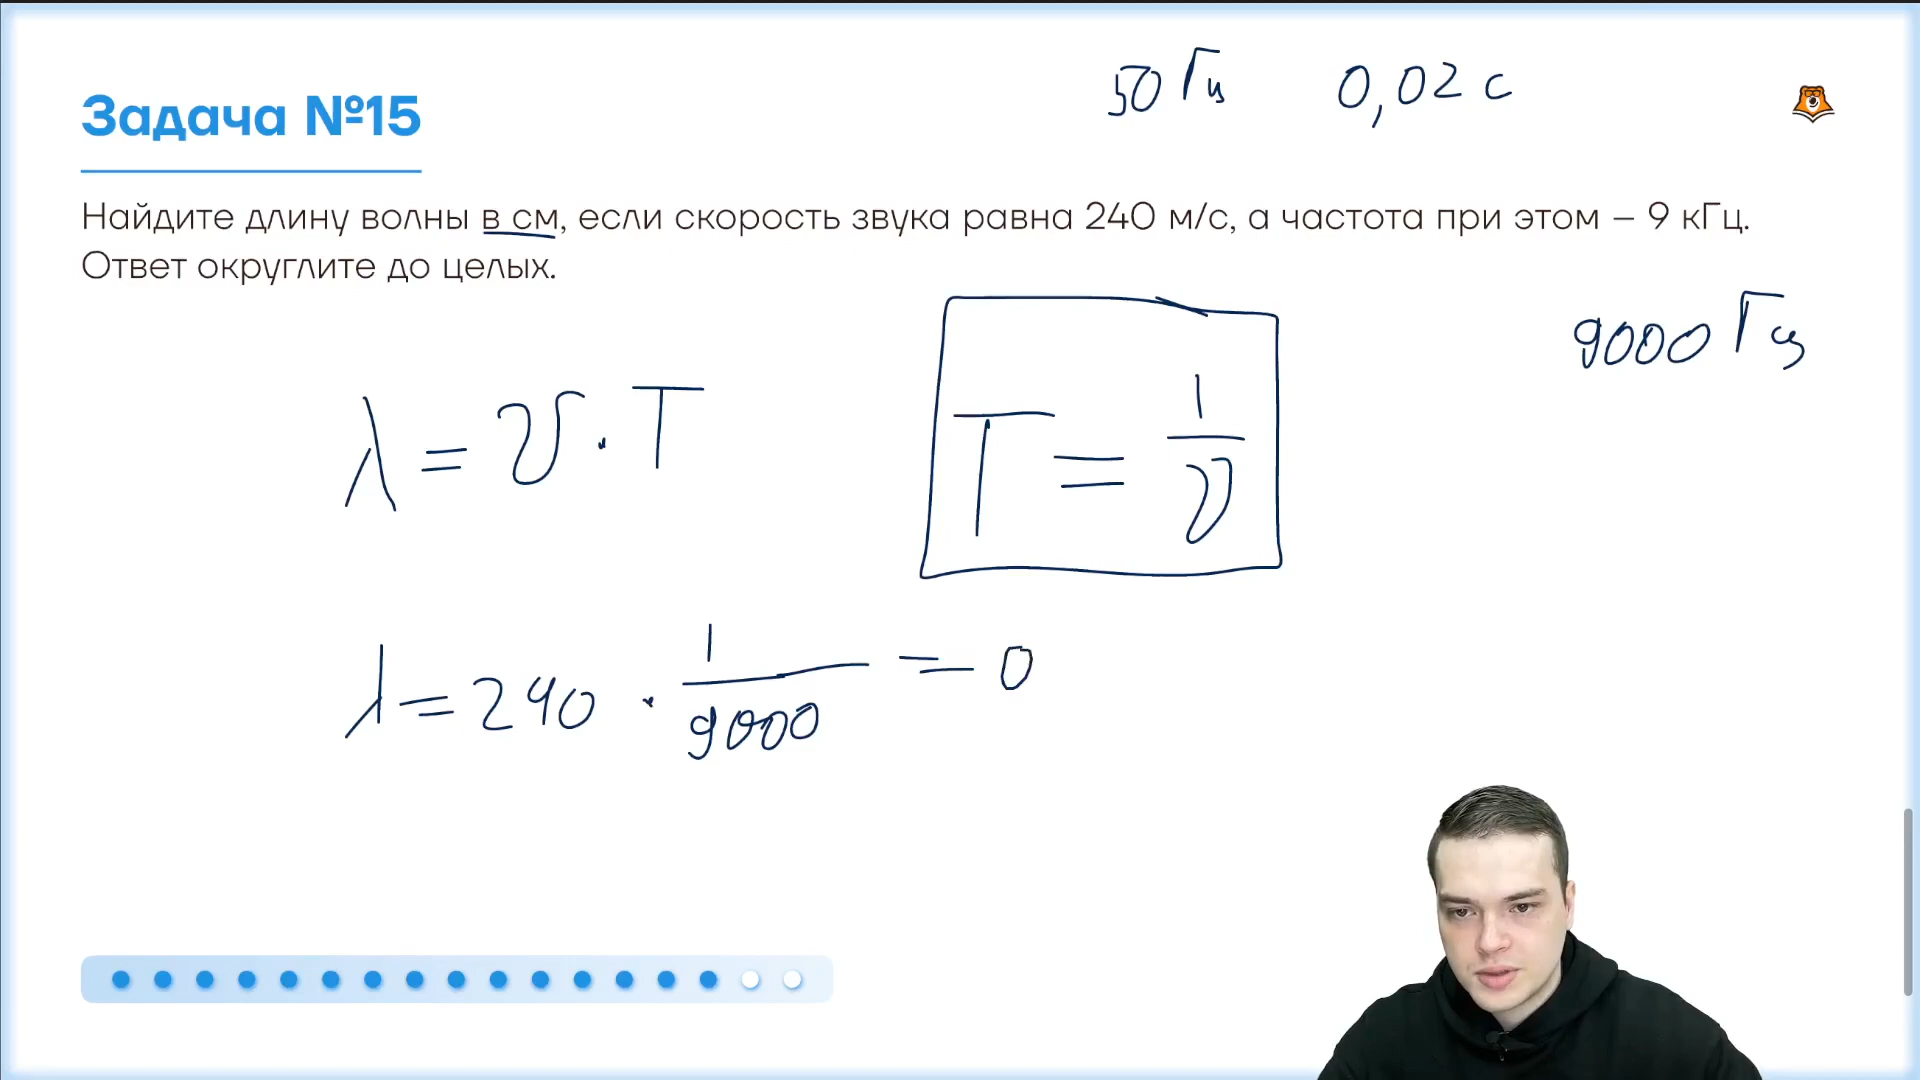 50 Гц 0,02 с
Задача №15
Найдите длину волны в см, если скорость звука равна 240 м/с, а частота при этом – 9 кГц.
Ответ округлите до целых.
9000 Гц
λ = υ · T
T = 1/ν
λ = 240 · 1/9000 = 0